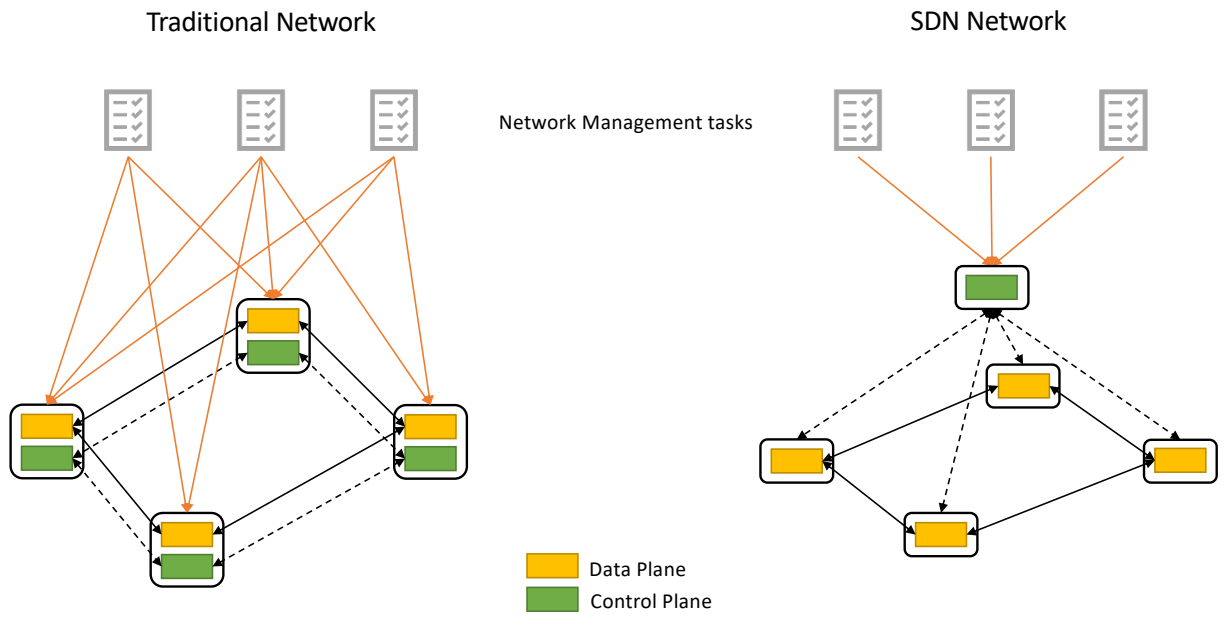 Traditional Network
SDN Network
Network Management tasks
Data Plane
Control Plane